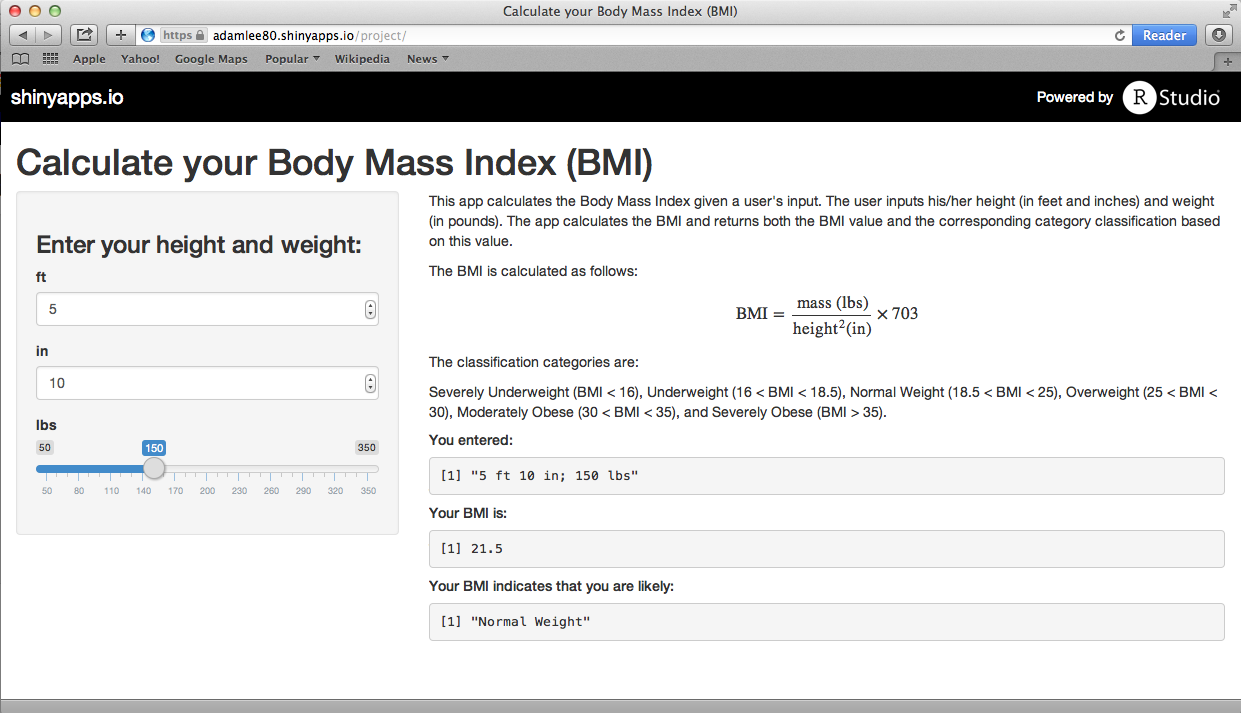 Calculate your Body Mass Index (BMI)
https adamlee80.shinyapps.io/project/
Reader
Apple Yahoo! Google Maps Popular Wikipedia News
shinyapps.io
Powered by R Studio
Calculate your Body Mass Index (BMI)
Enter your height and weight:
ft
5
in
10
lbs
50 150 350
50 80 110 140 170 200 230 260 290 320 350
This app calculates the Body Mass Index given a user's input. The user inputs his/her height (in feet and inches) and weight
(in pounds). The app calculates the BMI and returns both the BMI value and the corresponding category classification based
on this value.
The BMI is calculated as follows:
BMI = mass (lbs) / height²(in) × 703
The classification categories are:
Severely Underweight (BMI < 16), Underweight (16 < BMI < 18.5), Normal Weight (18.5 < BMI < 25), Overweight (25 < BMI <
30), Moderately Obese (30 < BMI < 35), and Severely Obese (BMI > 35).
You entered:
[1] "5 ft 10 in; 150 lbs"
Your BMI is:
[1] 21.5
Your BMI indicates that you are likely:
[1] "Normal Weight"